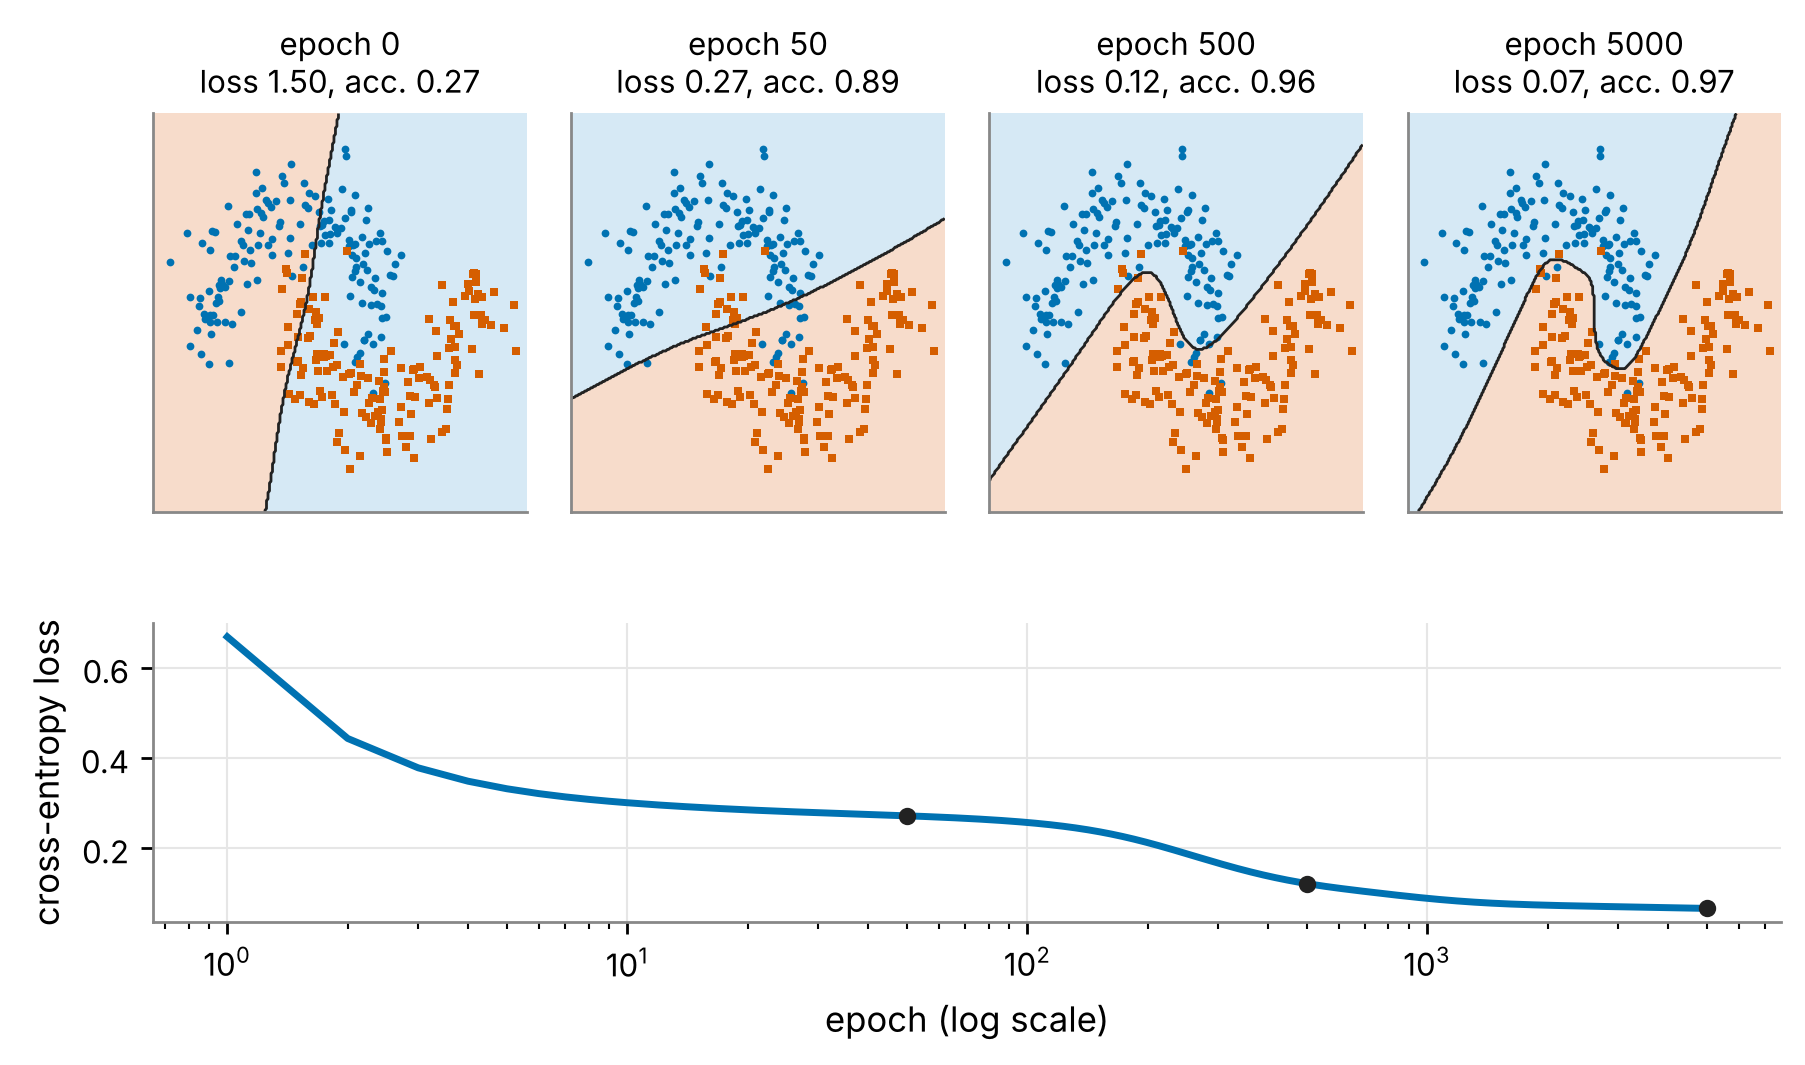 epoch 0
loss 1.50, acc. 0.27
epoch 50
loss 0.27, acc. 0.89
epoch 500
loss 0.12, acc. 0.96
epoch 5000
loss 0.07, acc. 0.97
cross-entropy loss
0.6
0.4
0.2
10⁰
10¹
10²
10³
epoch (log scale)